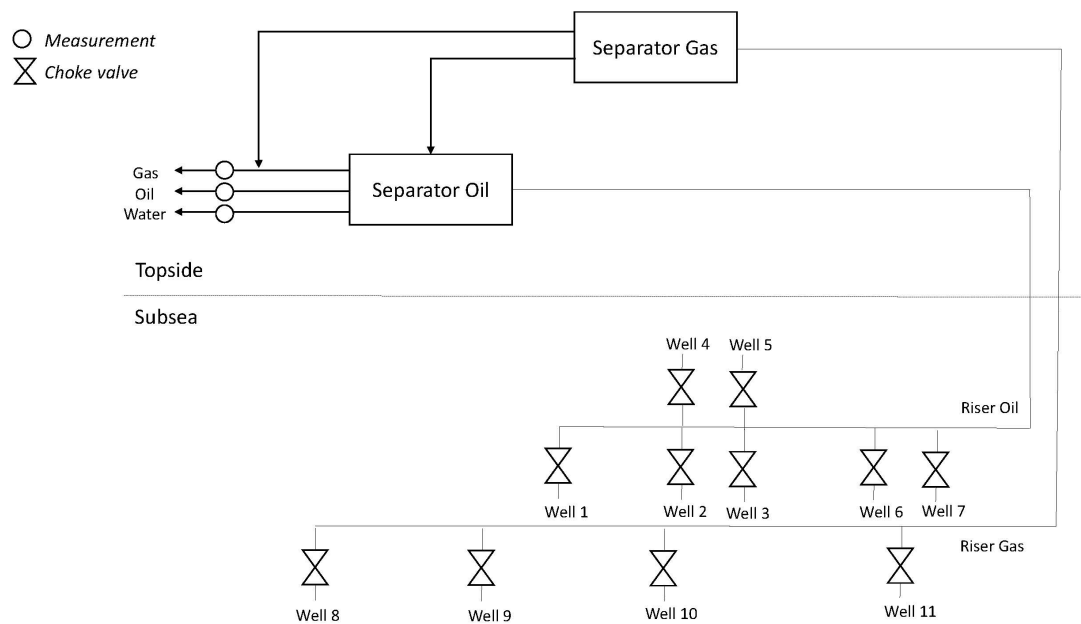 Measurement
Choke valve
Separator Gas
Separator Oil
Gas
Oil
Water
Topside
Subsea
Well 4
Well 5
Riser Oil
Well 1
Well 2
Well 3
Well 6
Well 7
Riser Gas
Well 8
Well 9
Well 10
Well 11